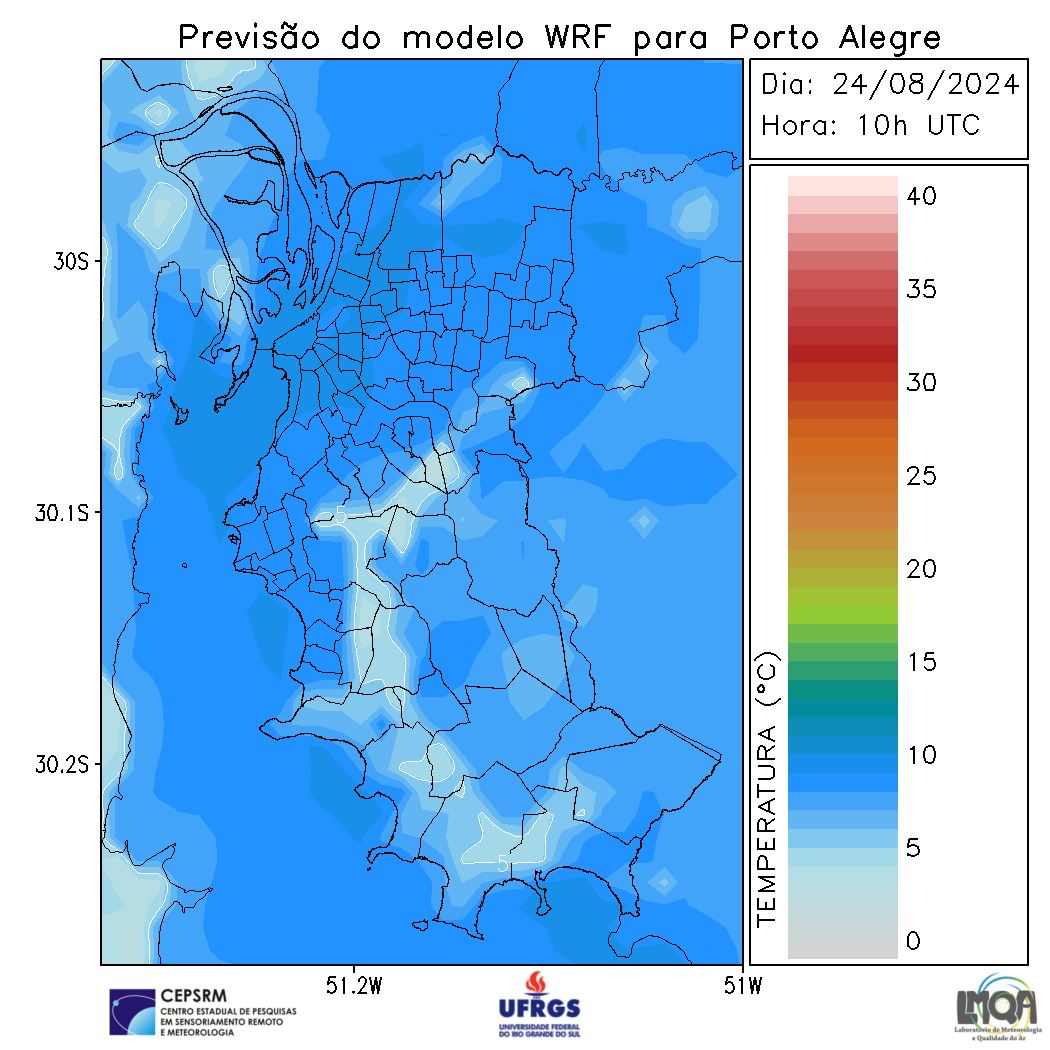 Previsão do modelo WRF para Porto Alegre
Dia: 24/08/2024
Hora: 10h UTC
40
35
30
25
20
15
10
5
0
TEMPERATURA (°C)
30S
30.1S
30.2S
51.2W
51W
5
5
CEPSRM
CENTRO ESTADUAL DE PESQUISAS
EM SENSORIAMENTO REMOTO
E METEOROLOGIA
UFRGS
UNIVERSIDADE FEDERAL
DO RIO GRANDE DO SUL
LMQA
Laboratório de Meteorologia
e Qualidade do Ar